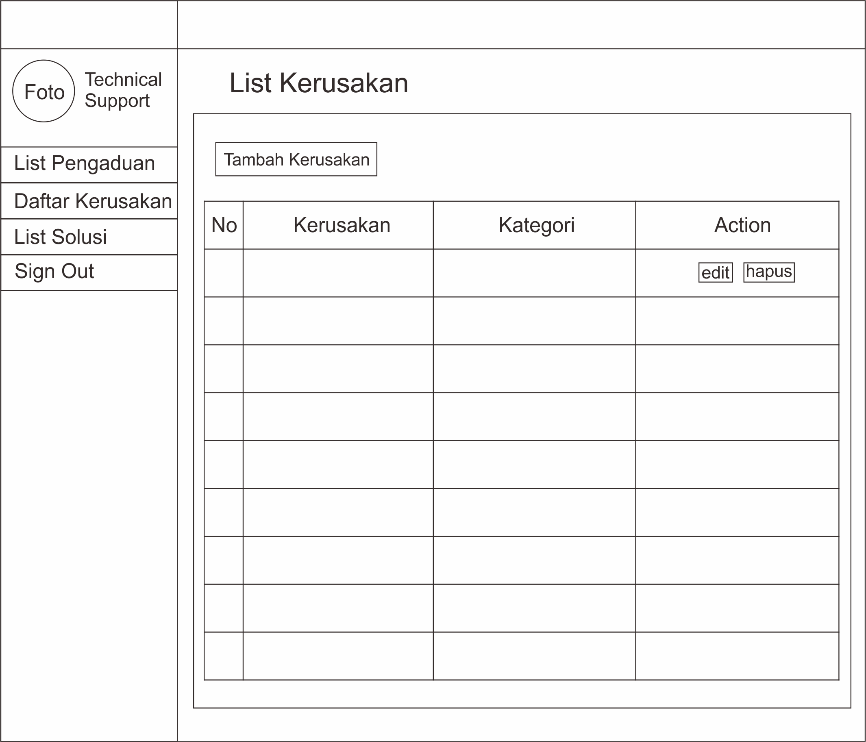 Foto
Technical
Support
List Pengaduan
Daftar Kerusakan
List Solusi
Sign Out
List Kerusakan
Tambah Kerusakan
No Kerusakan Kategori Action
edit hapus